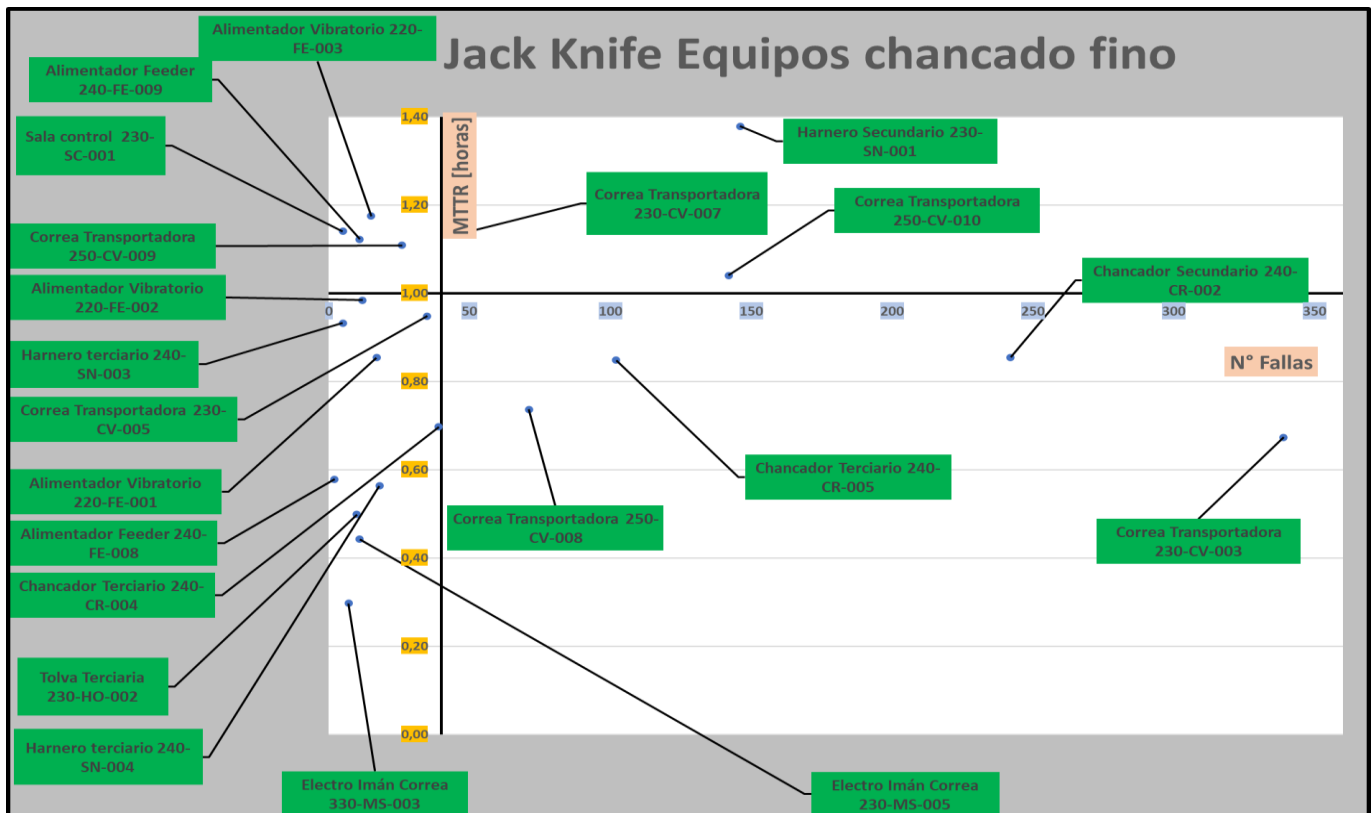 Jack Knife Equipos chancado fino
Alimentador Vibratorio 220-
FE-003
Alimentador Feeder
240-FE-009
Sala control 230-
SC-001
Correa Transportadora
250-CV-009
Alimentador Vibratorio
220-FE-002
Harnero terciario 240-
SN-003
Correa Transportadora 230-
CV-005
Alimentador Vibratorio
220-FE-001
Alimentador Feeder 240-
FE-008
Chancador Terciario 240-
CR-004
Tolva Terciaria
230-HO-002
Harnero terciario 240-
SN-004
Electro Imán Correa
330-MS-003
Electro Imán Correa
230-MS-005
1,40
1,20
1,00
0,80
0,60
0,40
0,20
0,00
MTTR [horas]
Harnero Secundario 230-
SN-001
Correa Transportadora
230-CV-007
Correa Transportadora
250-CV-010
Chancador Secundario 240-
CR-002
0
50
100
150
200
250
300
350
N° Fallas
Chancador Terciario 240-
CR-005
Correa Transportadora 250-
CV-008
Correa Transportadora
230-CV-003